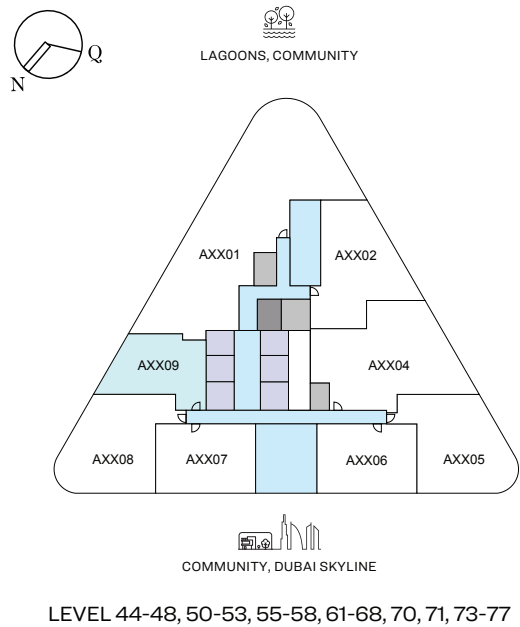 LAGOONS, COMMUNITY
Q
N
AXX01
AXX02
AXX09
AXX04
AXX08
AXX07
AXX06
AXX05
COMMUNITY, DUBAI SKYLINE
LEVEL 44-48, 50-53, 55-58, 61-68, 70, 71, 73-77